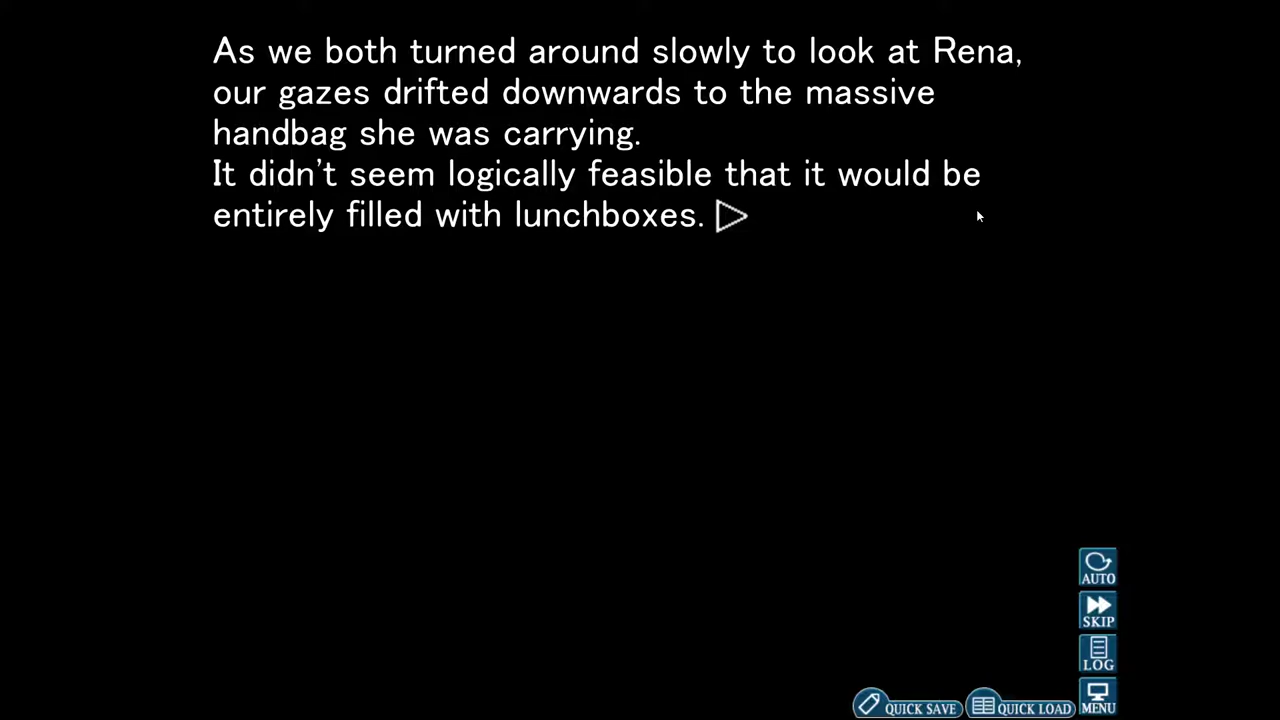 As we both turned around slowly to look at Rena,
our gazes drifted downwards to the massive
handbag she was carrying.
It didn't seem logically feasible that it would be
entirely filled with lunchboxes.
AUTO
SKIP
LOG
MENU
QUICK SAVE
QUICK LOAD